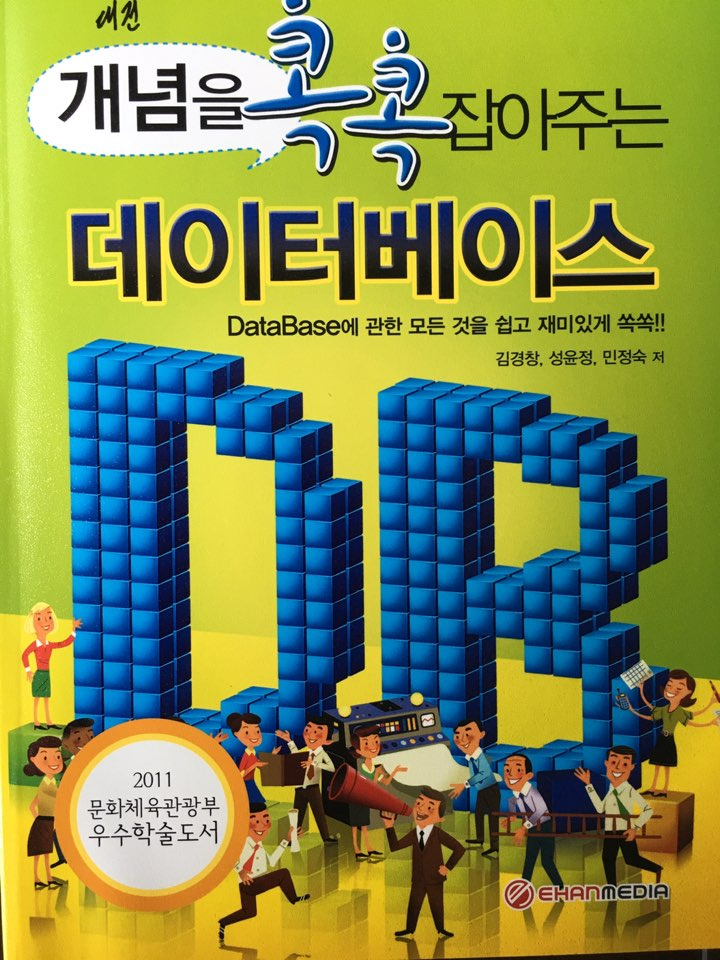 대전
개념을 콕콕 잡아주는
데이터베이스
DataBase에 관한 모든 것을 쉽고 재미있게 쏙쏙!!
김경창, 성윤정, 민정숙 저
DB
2011
문화체육관광부
우수학술도서
EHANMEDIA